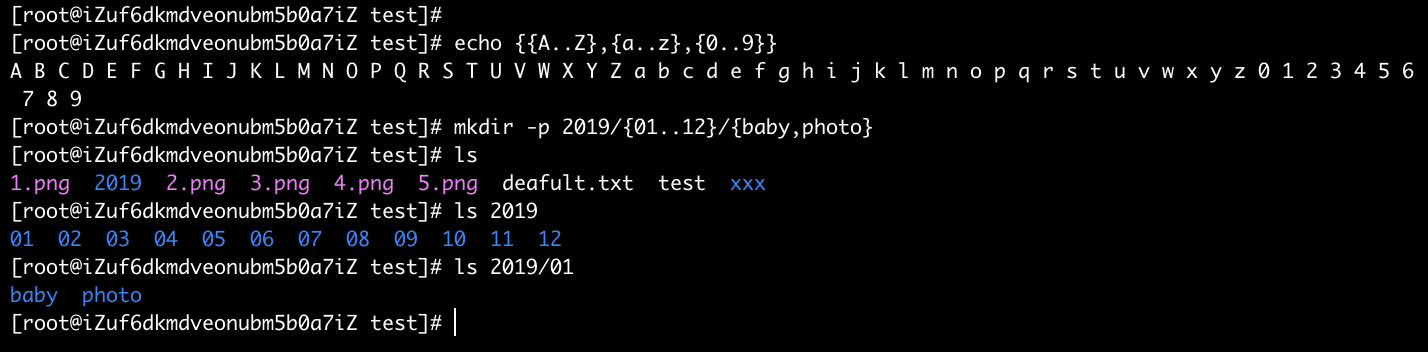 [root@iZuf6dkmdveonubm5b0a7iZ test]#
[root@iZuf6dkmdveonubm5b0a7iZ test]# echo {{A..Z},{a..z},{0..9}}
A B C D E F G H I J K L M N O P Q R S T U V W X Y Z a b c d e f g h i j k l m n o p q r s t u v w x y z 0 1 2 3 4 5 6
7 8 9
[root@iZuf6dkmdveonubm5b0a7iZ test]# mkdir -p 2019/{01..12}/{baby,photo}
[root@iZuf6dkmdveonubm5b0a7iZ test]# ls
1.png  2019  2.png  3.png  4.png  5.png  deafult.txt  test  xxx
[root@iZuf6dkmdveonubm5b0a7iZ test]# ls 2019
01  02  03  04  05  06  07  08  09  10  11  12
[root@iZuf6dkmdveonubm5b0a7iZ test]# ls 2019/01
baby  photo
[root@iZuf6dkmdveonubm5b0a7iZ test]#